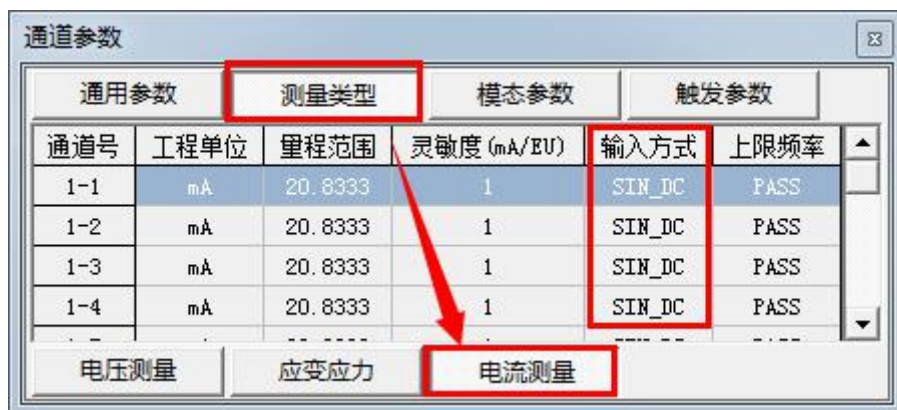 通道参数
通用参数 测量类型 模态参数 触发参数
通道号 工程单位 量程范围 灵敏度(mA/EU) 输入方式 上限频率
1-1 mA 20.8333 1 SIN_DC PASS
1-2 mA 20.8333 1 SIN_DC PASS
1-3 mA 20.8333 1 SIN_DC PASS
1-4 mA 20.8333 1 SIN_DC PASS
电压测量 应变应力 电流测量